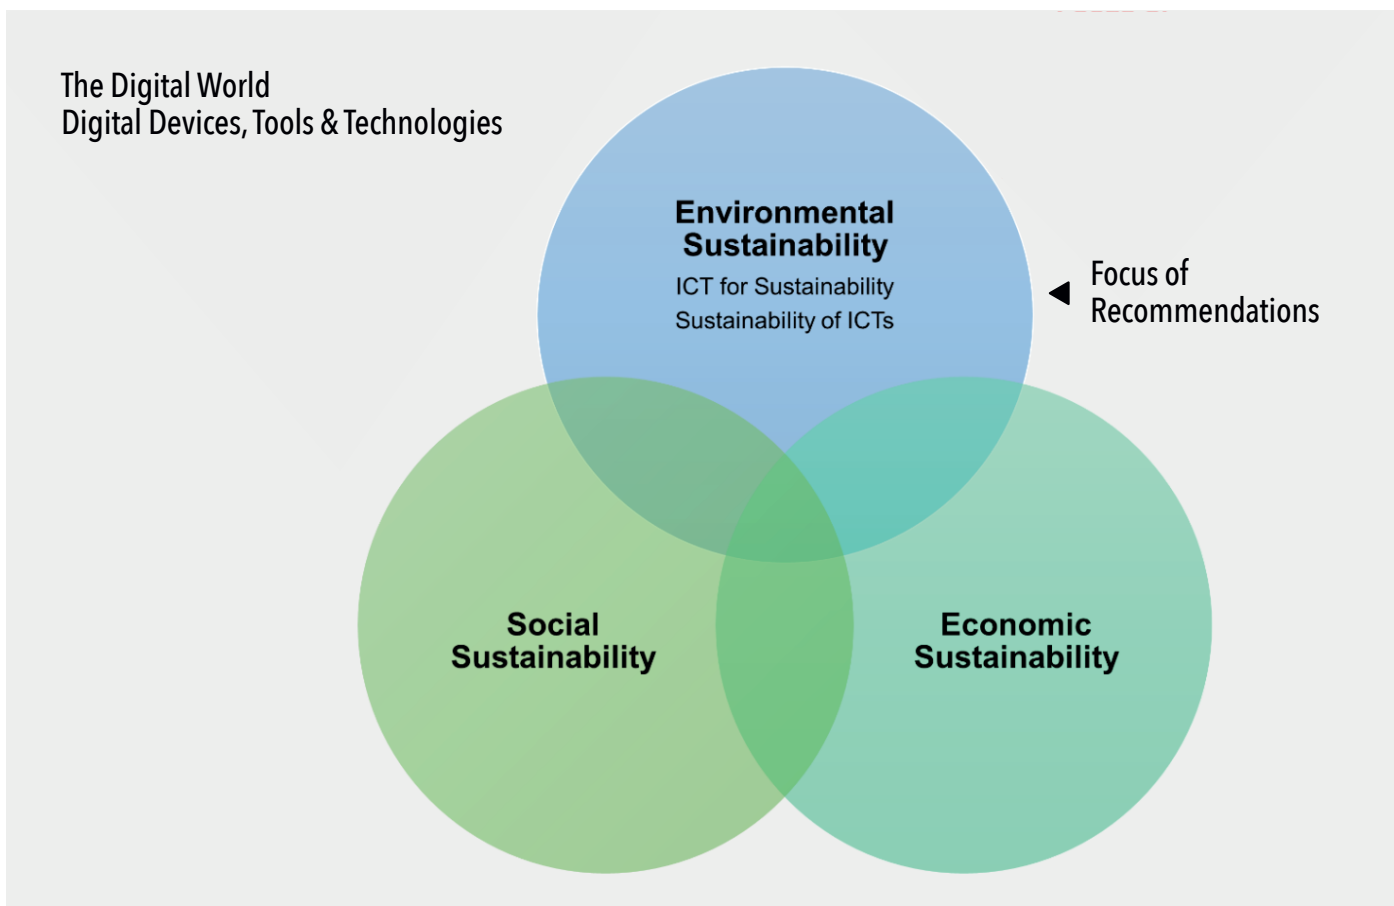 The Digital World
Digital Devices, Tools & Technologies
Environmental
Sustainability
ICT for Sustainability
Sustainability of ICTs
Focus of
Recommendations
Social
Sustainability
Economic
Sustainability